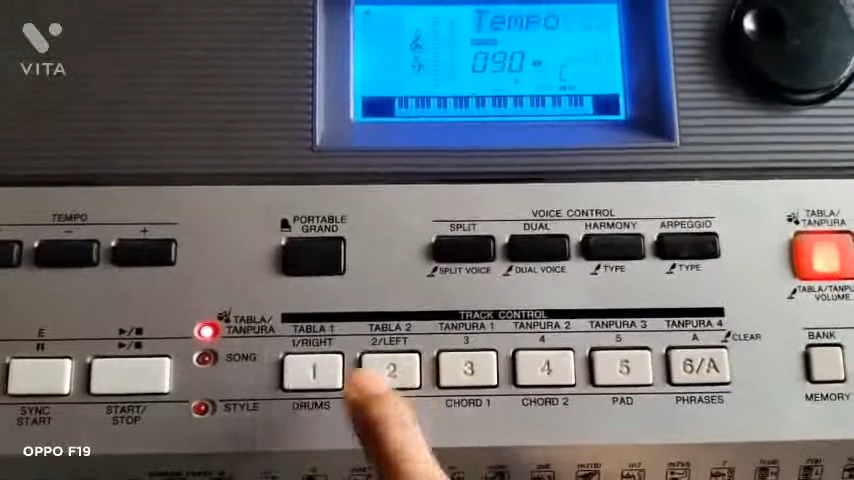 VITA
Tempo
090
TEMPO
- +
PORTABLE
GRAND
VOICE CONTROL
SPLIT DUAL HARMONY ARPEGGIO
SPLIT VOICE DUAL VOICE TYPE TYPE
TABLA/
TANPURA
TABLA/TANPU
VOLUME
TABLA/
TANPURA
SONG
STYLE
TRACK CONTROL
TABLA 1 TABLA 2 TANPURA 1 TANPURA 2 TANPURA 3 TANPURA 4
1/RIGHT 2/LEFT 3 4 5 A CLEAR
1 2 3 4 5 6/A
DRUMS CHORD 1 CHORD 2 PAD PHRASES
SYNC
START
START/
STOP
BANK
MEMORY
OPPO F19